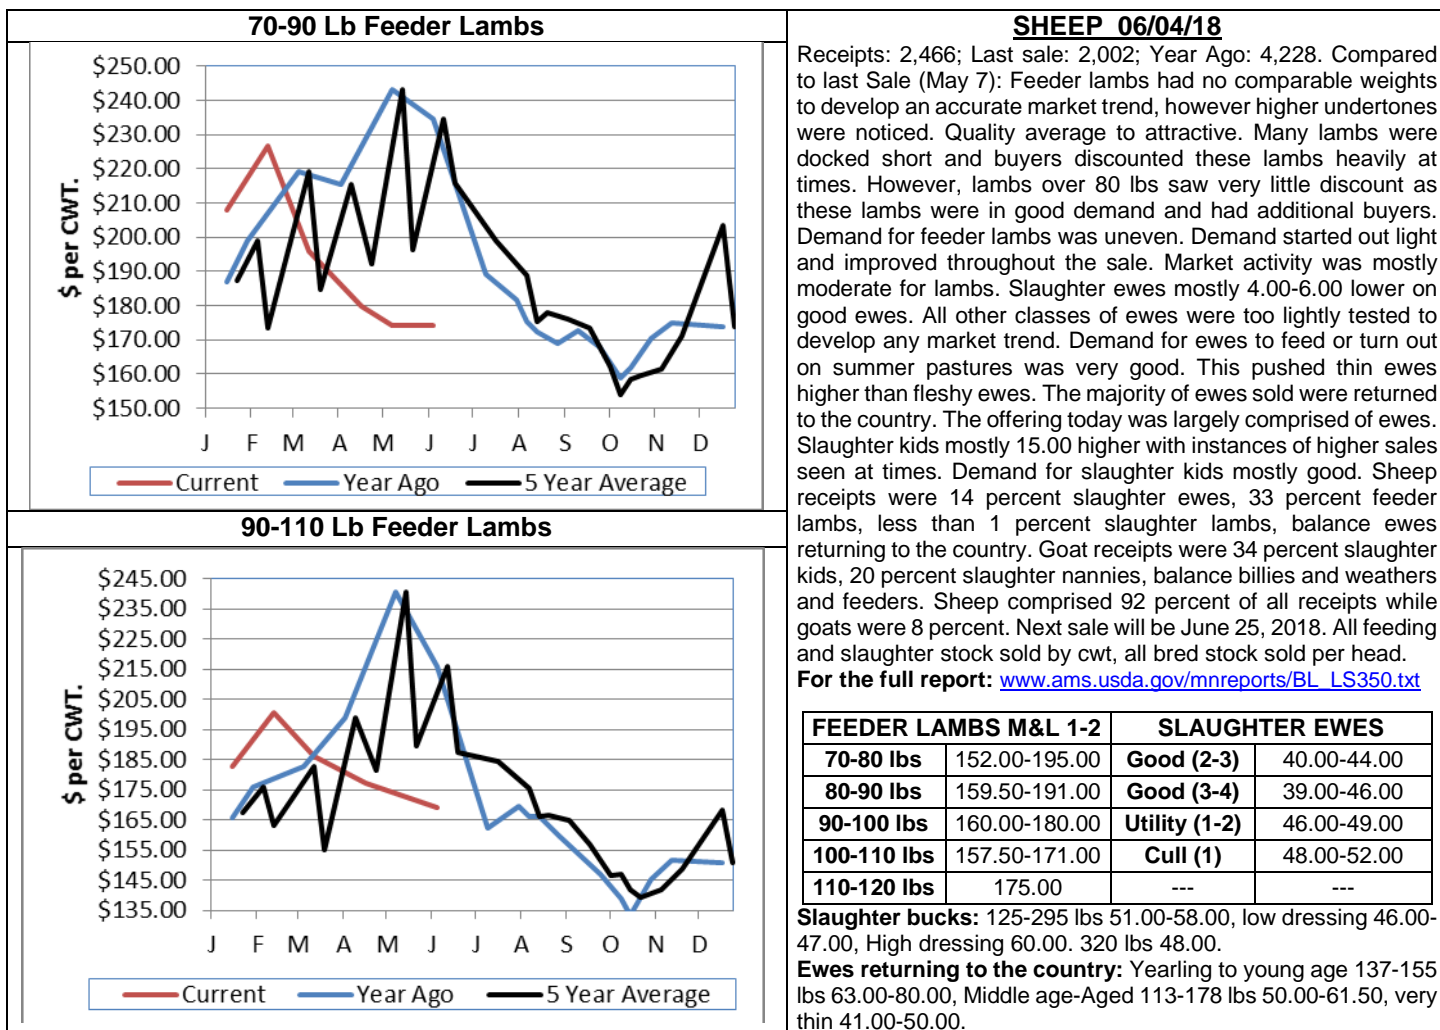 70-90 Lb Feeder Lambs
$250.00
$240.00
$230.00
$220.00
$210.00
$200.00
$190.00
$180.00
$170.00
$160.00
$150.00
$ per CWT.
J F M A M J J A S O N D
Current Year Ago 5 Year Average
90-110 Lb Feeder Lambs
$245.00
$235.00
$225.00
$215.00
$205.00
$195.00
$185.00
$175.00
$165.00
$155.00
$145.00
$135.00
$ per CWT.
J F M A M J J A S O N D
Current Year Ago 5 Year Average
SHEEP 06/04/18
Receipts: 2,466; Last sale: 2,002; Year Ago: 4,228. Compared
to last Sale (May 7): Feeder lambs had no comparable weights
to develop an accurate market trend, however higher undertones
were noticed. Quality average to attractive. Many lambs were
docked short and buyers discounted these lambs heavily at
times. However, lambs over 80 lbs saw very little discount as
these lambs were in good demand and had additional buyers.
Demand for feeder lambs was uneven. Demand started out light
and improved throughout the sale. Market activity was mostly
moderate for lambs. Slaughter ewes mostly 4.00-6.00 lower on
good ewes. All other classes of ewes were too lightly tested to
develop any market trend. Demand for ewes to feed or turn out
on summer pastures was very good. This pushed thin ewes
higher than fleshy ewes. The majority of ewes sold were returned
to the country. The offering today was largely comprised of ewes.
Slaughter kids mostly 15.00 higher with instances of higher sales
seen at times. Demand for slaughter kids mostly good. Sheep
receipts were 14 percent slaughter ewes, 33 percent feeder
lambs, less than 1 percent slaughter lambs, balance ewes
returning to the country. Goat receipts were 34 percent slaughter
kids, 20 percent slaughter nannies, balance billies and weathers
and feeders. Sheep comprised 92 percent of all receipts while
goats were 8 percent. Next sale will be June 25, 2018. All feeding
and slaughter stock sold by cwt, all bred stock sold per head.
For the full report: www.ams.usda.gov/mnreports/BL_LS350.txt
FEEDER LAMBS M&L 1-2 SLAUGHTER EWES
70-80 lbs 152.00-195.00 Good (2-3) 40.00-44.00
80-90 lbs 159.50-191.00 Good (3-4) 39.00-46.00
90-100 lbs 160.00-180.00 Utility (1-2) 46.00-49.00
100-110 lbs 157.50-171.00 Cull (1) 48.00-52.00
110-120 lbs 175.00 --- ---
Slaughter bucks: 125-295 lbs 51.00-58.00, low dressing 46.00-
47.00, High dressing 60.00. 320 lbs 48.00.
Ewes returning to the country: Yearling to young age 137-155
lbs 63.00-80.00, Middle age-Aged 113-178 lbs 50.00-61.50, very
thin 41.00-50.00.